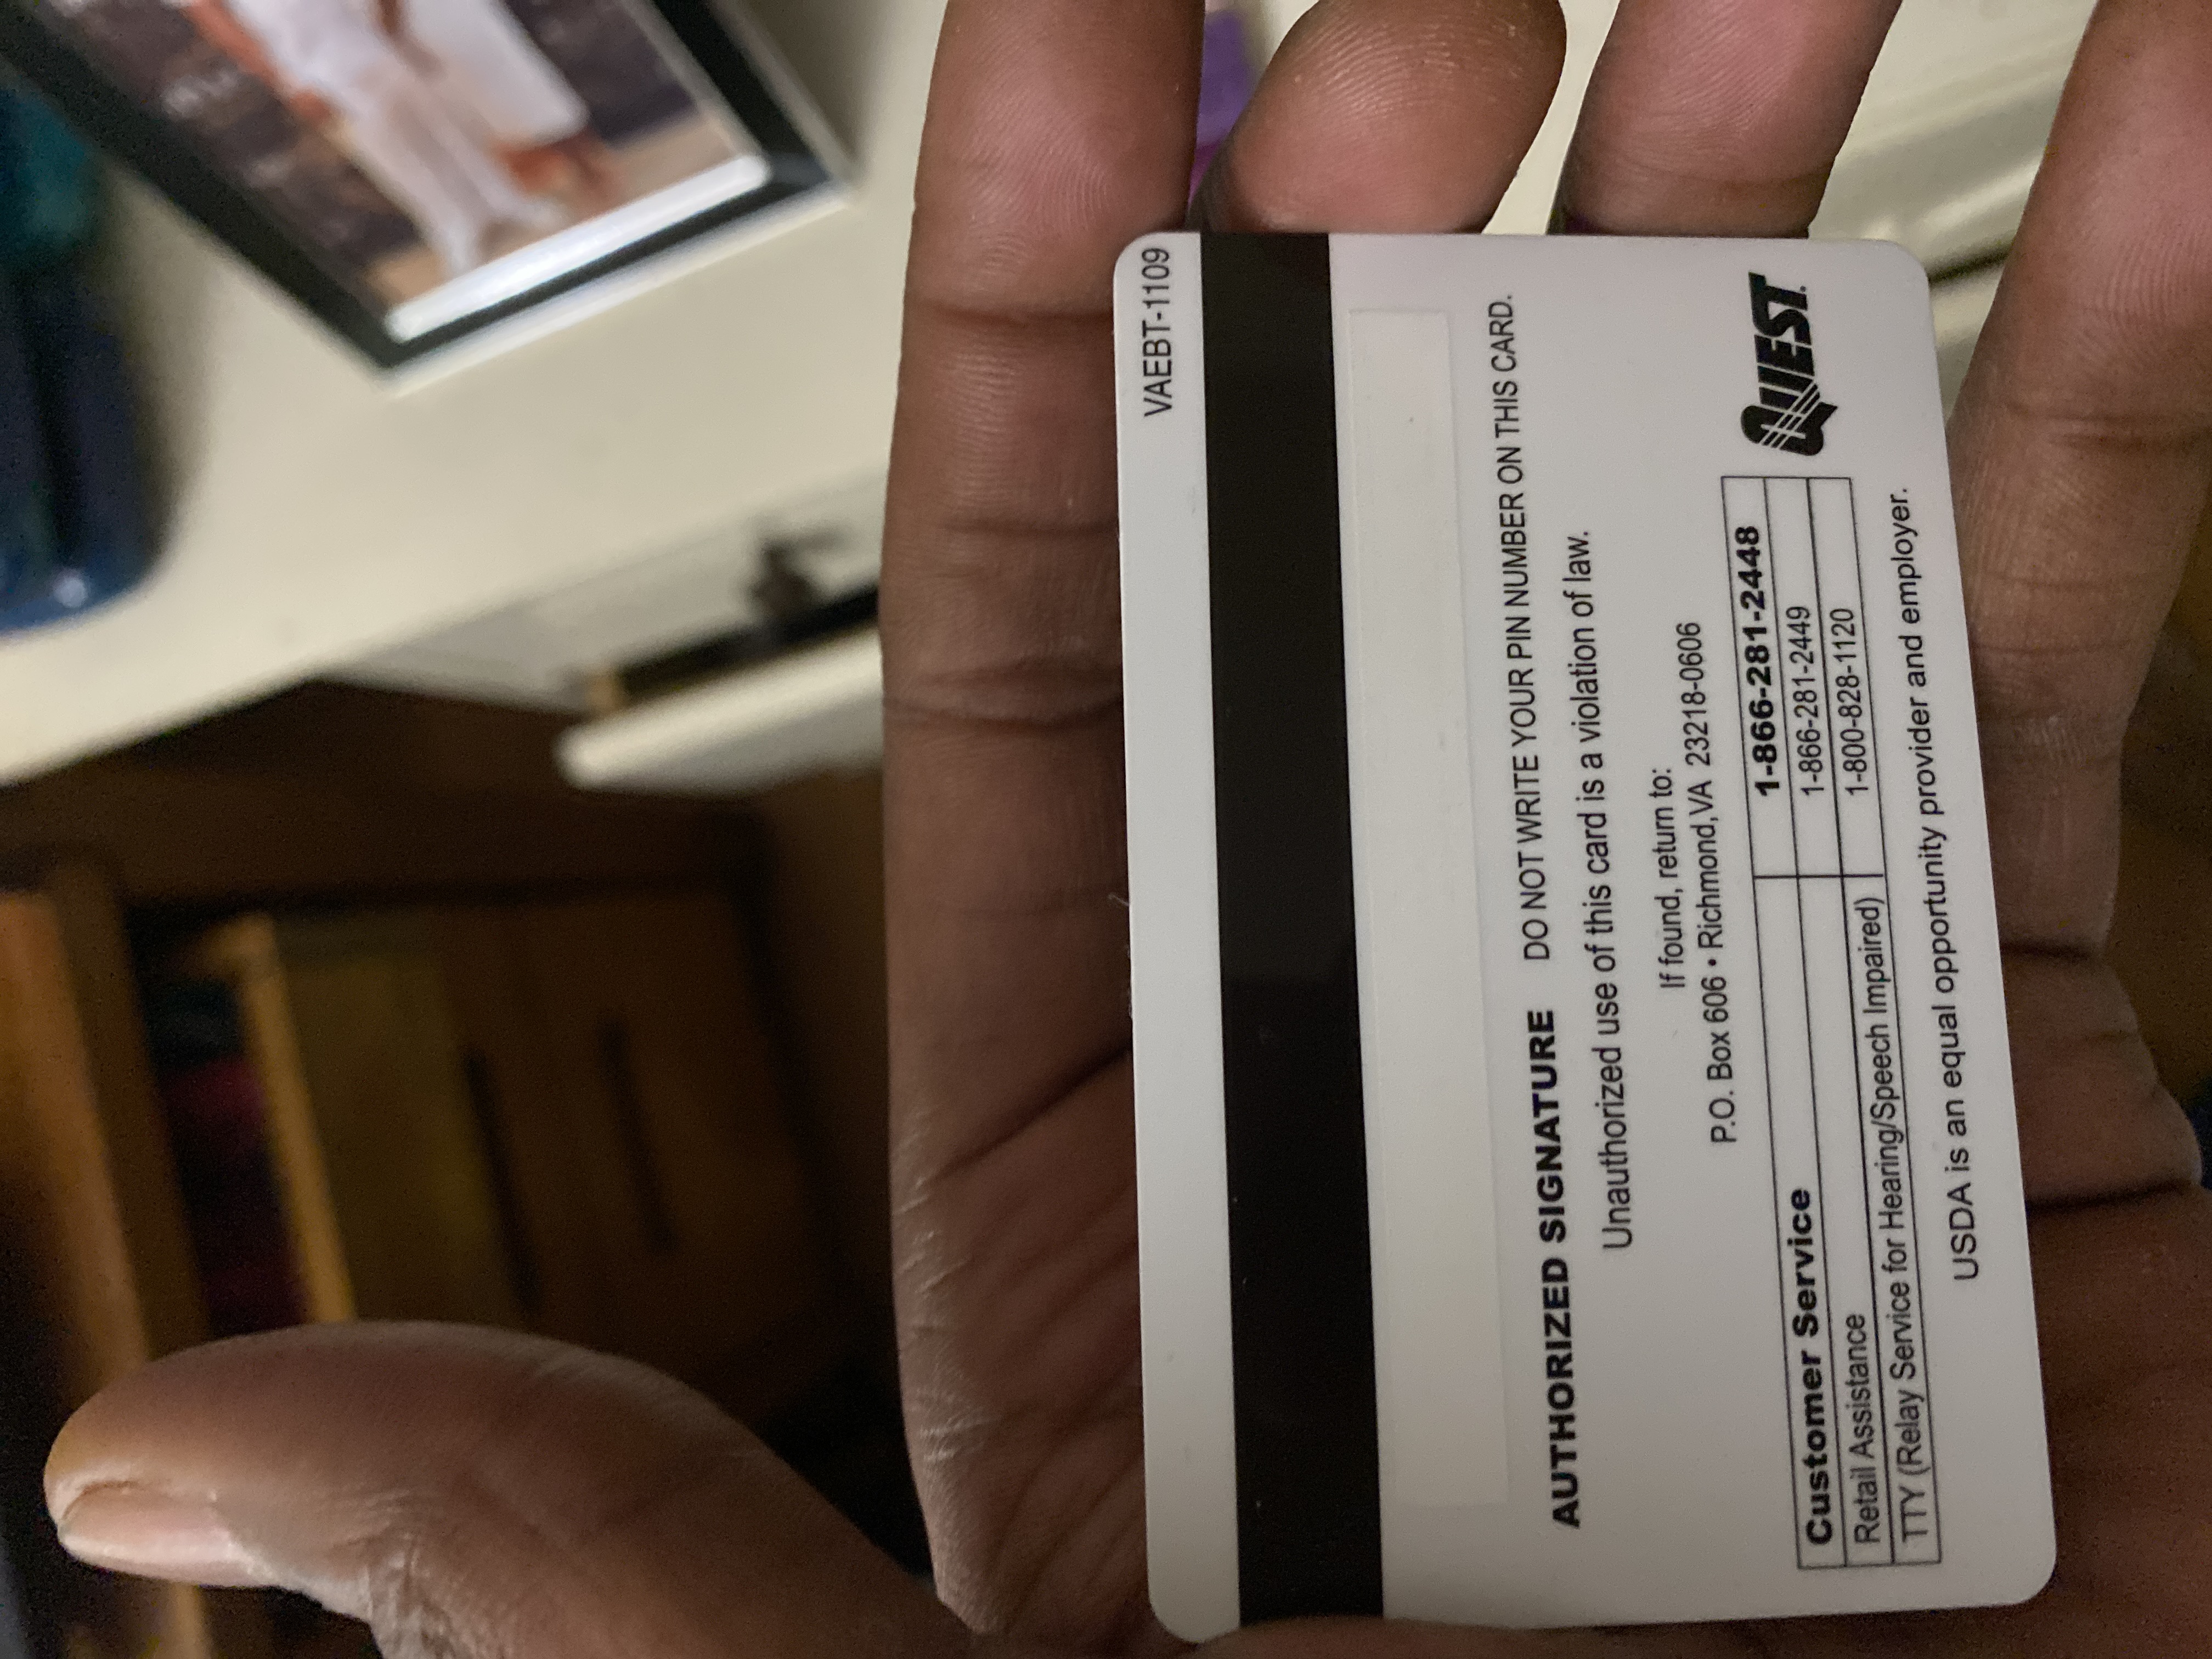 VAEBT-1109
AUTHORIZED SIGNATURE DO NOT WRITE YOUR PIN NUMBER ON THIS CARD.
Unauthorized use of this card is a violation of law.
If found, return to:
P.O. Box 606 • Richmond, VA 23218-0606
Customer Service 1-866-281-2448
Retail Assistance 1-866-281-2449
TTY (Relay Service for Hearing/Speech Impaired) 1-800-828-1120
QUEST.
USDA is an equal opportunity provider and employer.